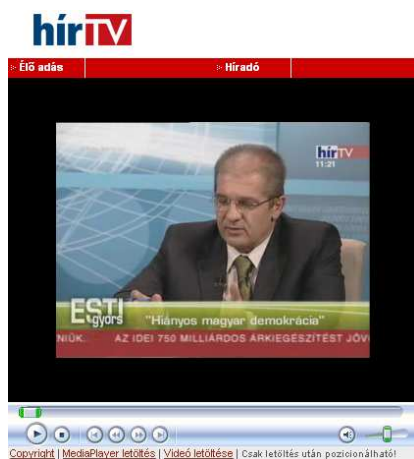 hírTV
Élő adás
Híradó
hírTV
11:21
ESTI
gyors
"Hiányos magyar demokrácia"
NIÜK... AZ IDEI 750 MILLIÁRDOS ÁRKIEGÉSZÍTÉST JÖV
Copyright | MediaPlayer letöltés | Videó letöltése | Csak letöltés után pozicionálható!